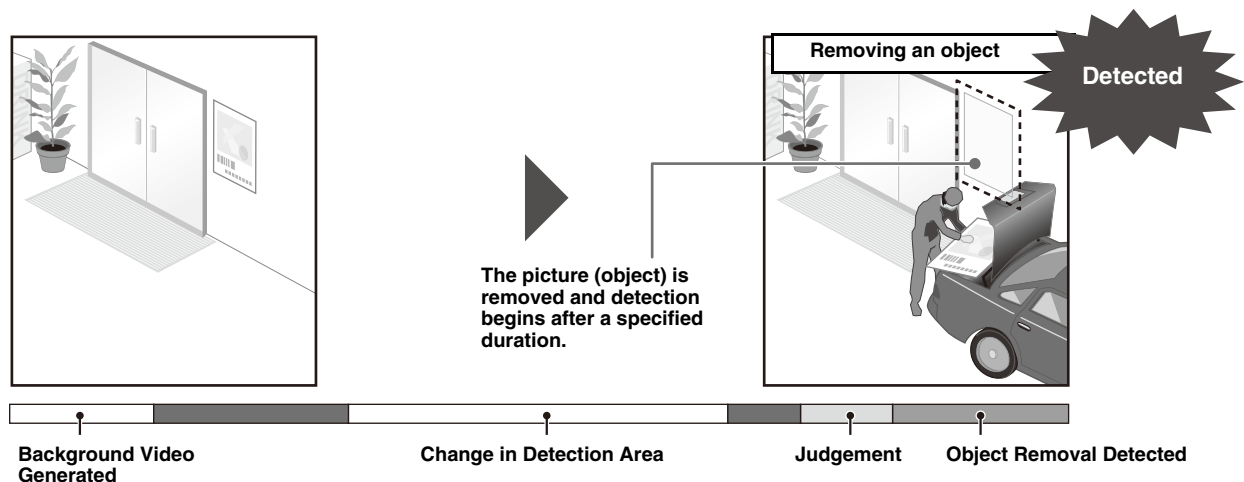 Removing an object
Detected
The picture (object) is
removed and detection
begins after a specified
duration.
Background Video
Generated
Change in Detection Area
Judgement
Object Removal Detected